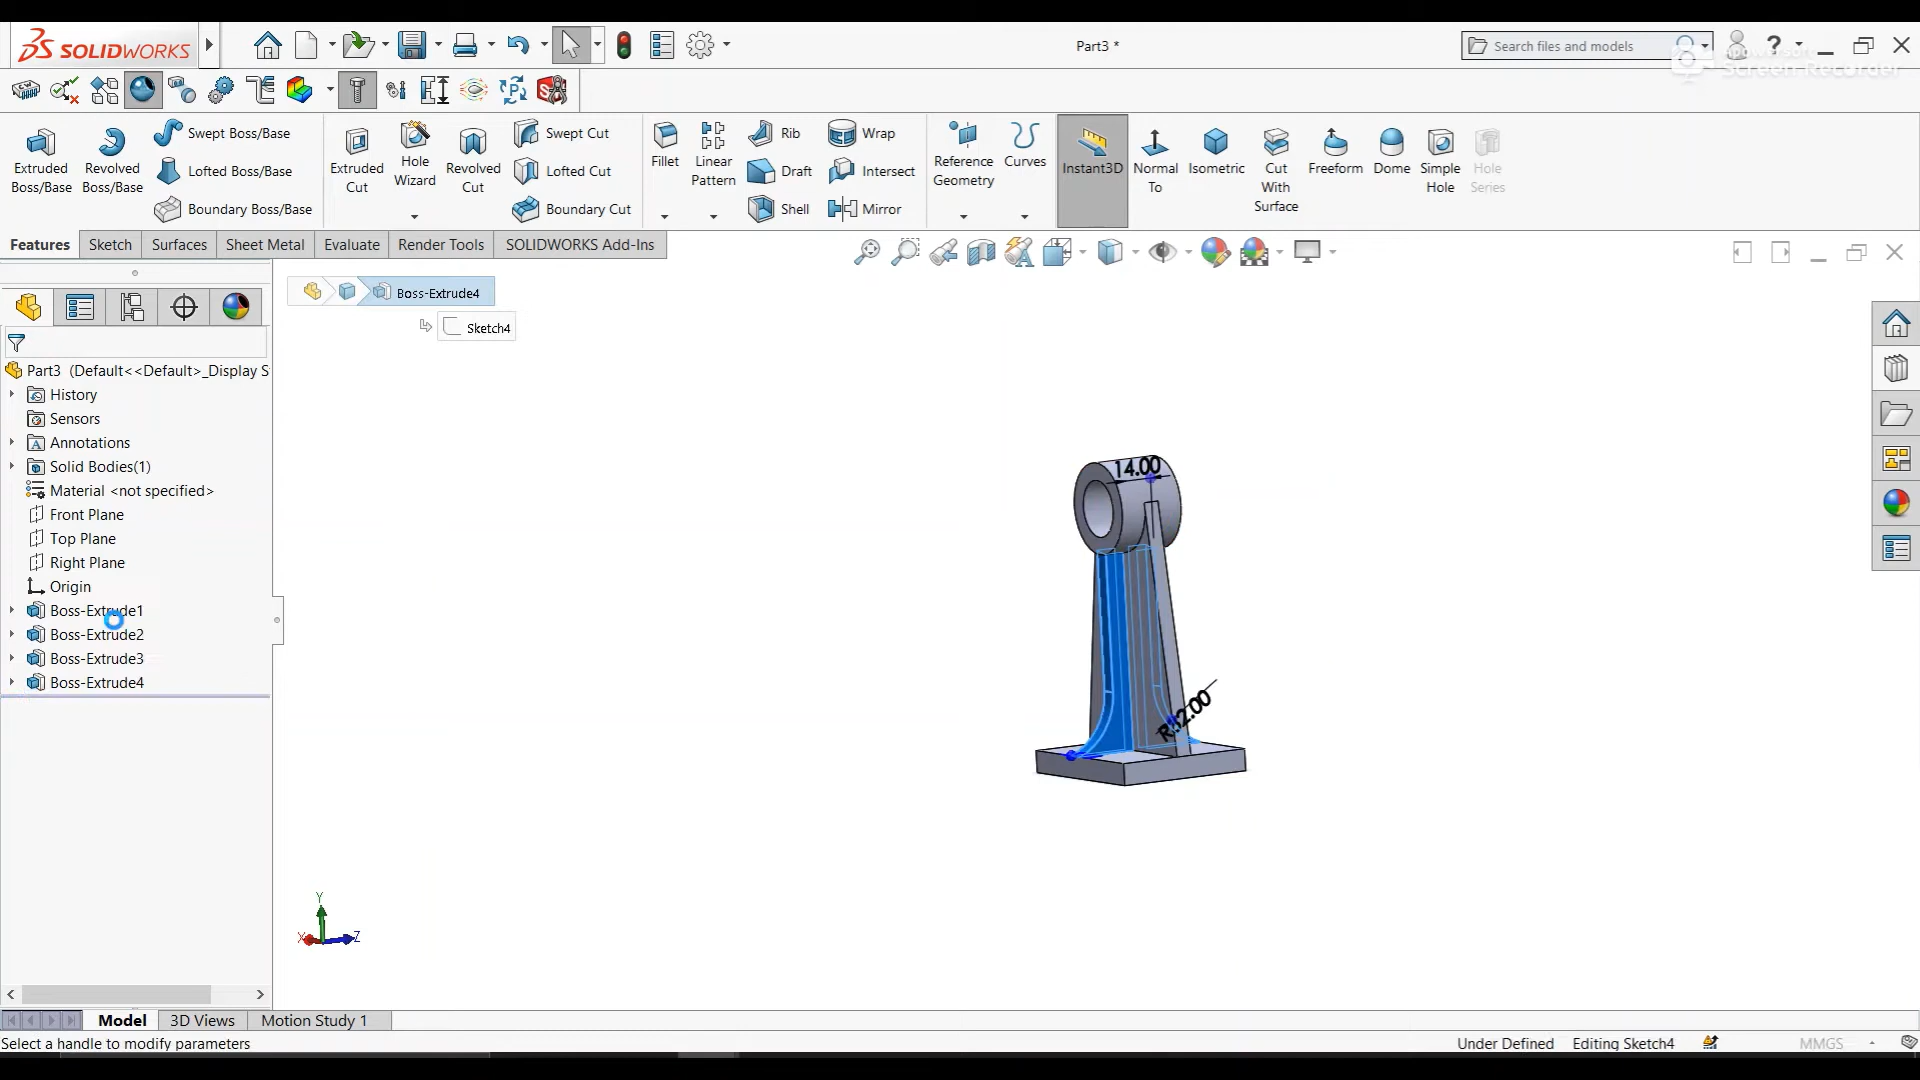 SOLIDWORKS
Part3 *
Search files and models
Screen Recorder
Extruded Boss/Base
Revolved Boss/Base
Swept Boss/Base
Lofted Boss/Base
Boundary Boss/Base
Extruded Cut
Hole Wizard
Revolved Cut
Swept Cut
Lofted Cut
Boundary Cut
Fillet
Linear Pattern
Rib
Draft
Shell
Wrap
Intersect
Mirror
Reference Geometry
Curves
Instant3D
Normal To
Isometric
Cut With Surface
Freeform
Dome
Simple Hole
Hole Series
Features
Sketch
Surfaces
Sheet Metal
Evaluate
Render Tools
SOLIDWORKS Add-Ins
Boss-Extrude4
Sketch4
Part3 (Default<<Default>_Display S
History
Sensors
Annotations
Solid Bodies(1)
Material <not specified>
Front Plane
Top Plane
Right Plane
Origin
Boss-Extrude1
Boss-Extrude2
Boss-Extrude3
Boss-Extrude4
14.00
R32.00
Y
X
Z
Model
3D Views
Motion Study 1
Select a handle to modify parameters
Under Defined
Editing Sketch4
MMGS